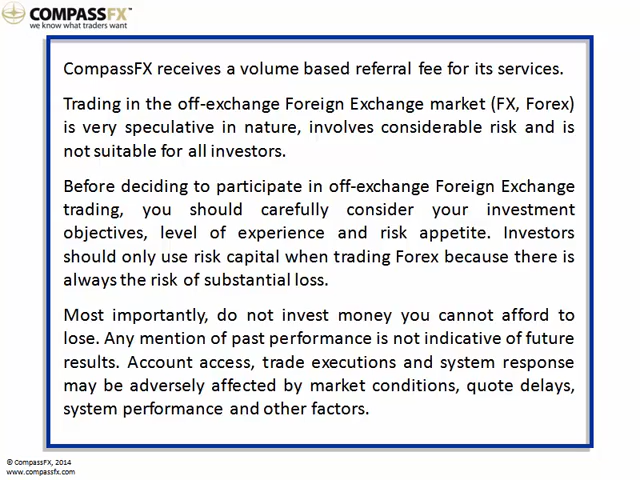 COMPASSFX™
we know what traders want
CompassFX receives a volume based referral fee for its services.
Trading in the off-exchange Foreign Exchange market (FX, Forex)
is very speculative in nature, involves considerable risk and is
not suitable for all investors.
Before deciding to participate in off-exchange Foreign Exchange
trading, you should carefully consider your investment
objectives, level of experience and risk appetite. Investors
should only use risk capital when trading Forex because there is
always the risk of substantial loss.
Most importantly, do not invest money you cannot afford to
lose. Any mention of past performance is not indicative of future
results. Account access, trade executions and system response
may be adversely affected by market conditions, quote delays,
system performance and other factors.
© CompassFX, 2014
www.compassfx.com